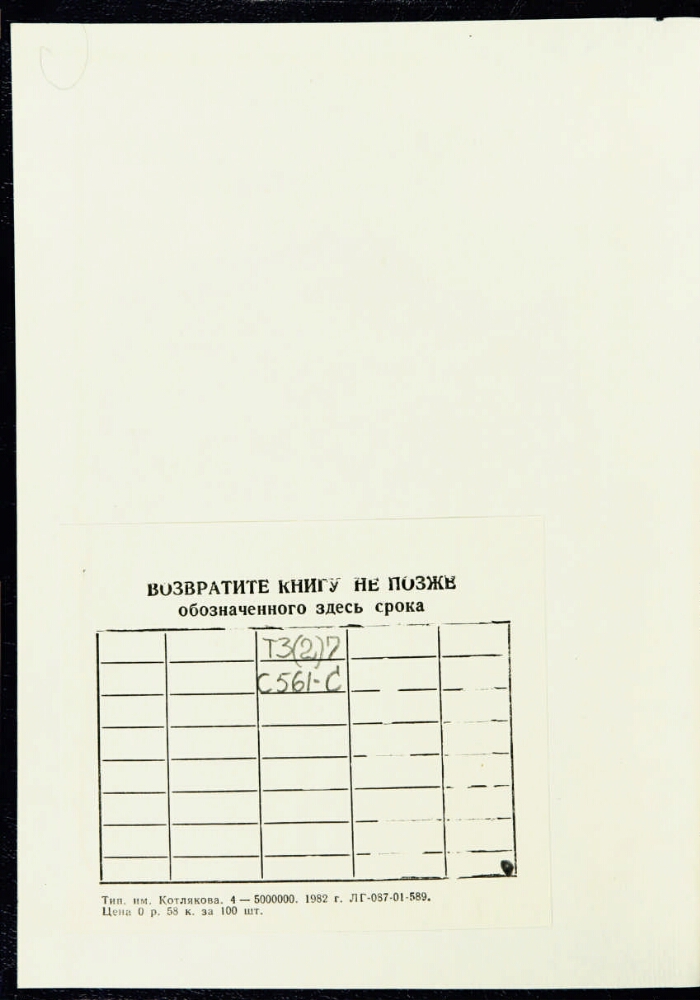 ВОЗВРАТИТЕ КНИГУ НЕ ПОЗЖЕ
обозначенного здесь срока
Т3(2)7
С561-С
Тип. им. Котлякова. 4 — 5000000. 1982 г. ЛГ-087-01-589.
Цена 0 р. 58 к. за 100 шт.